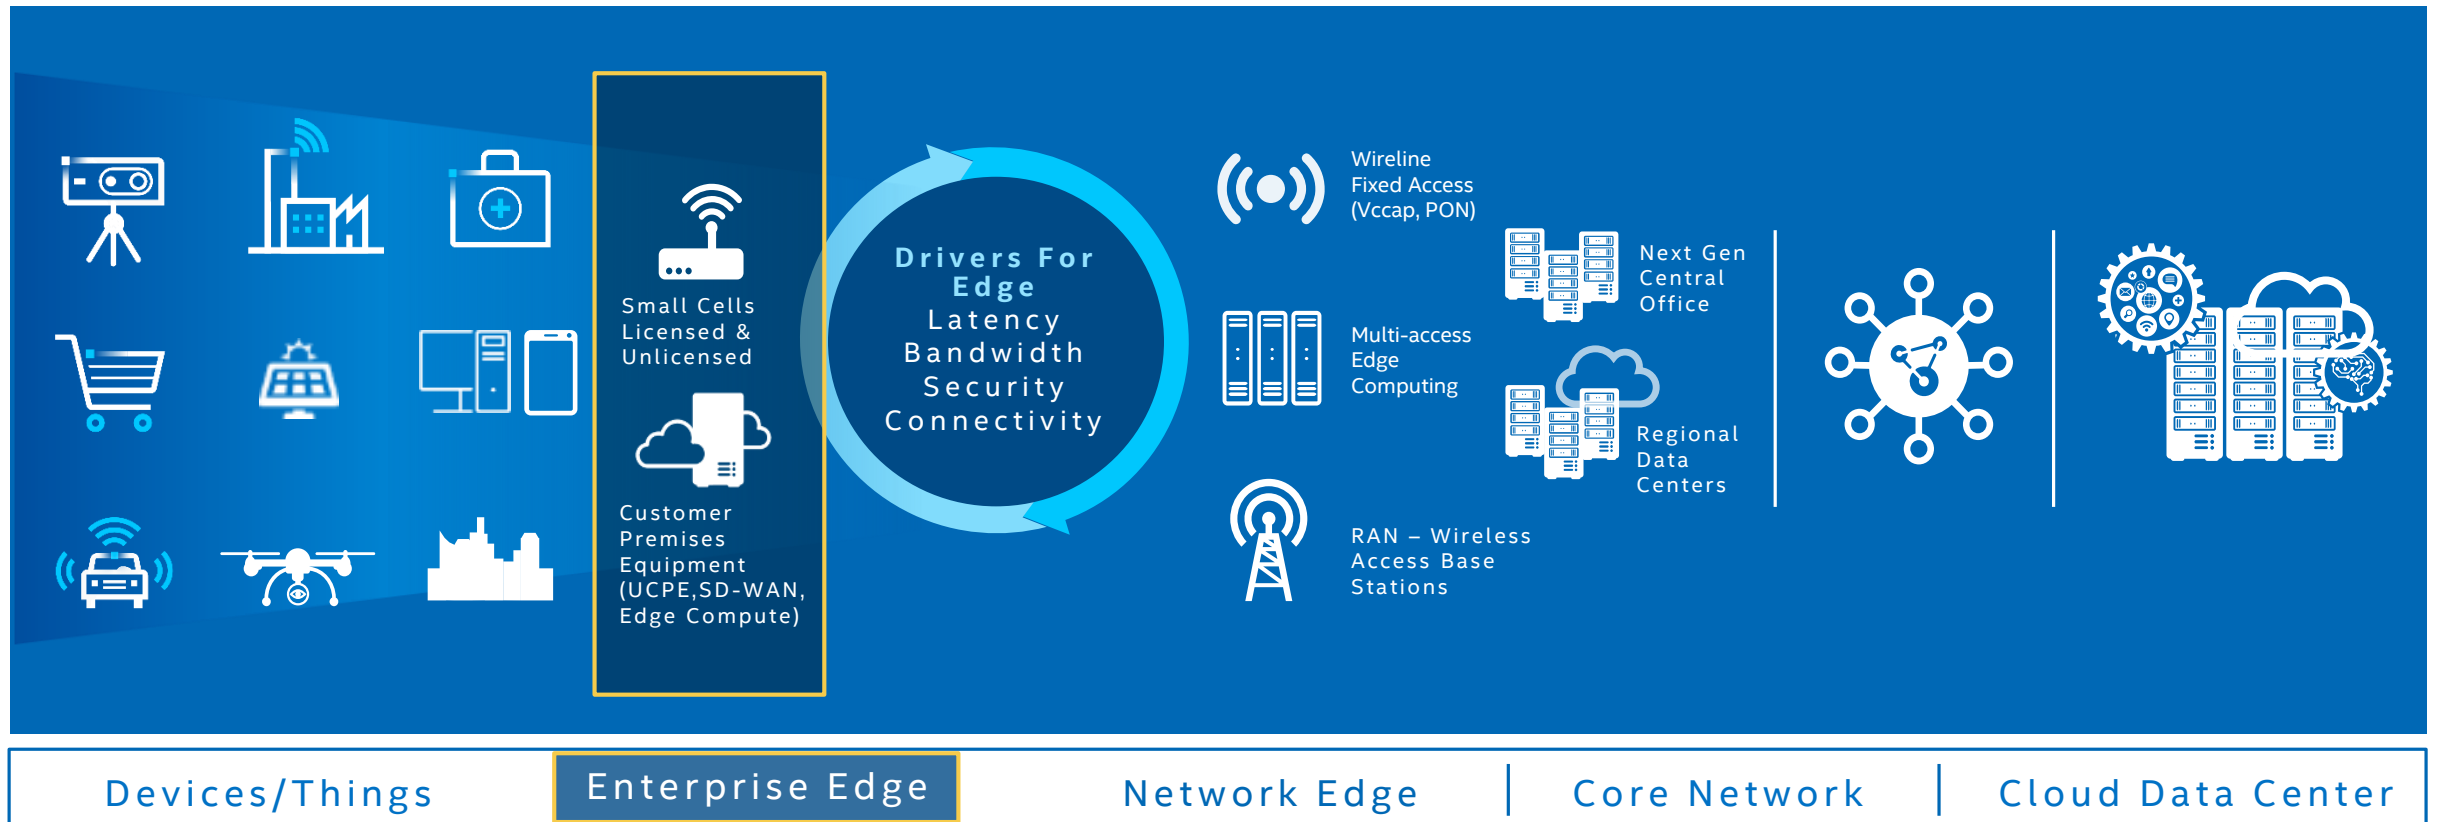 Small Cells
Licensed &
Unlicensed
Customer
Premises
Equipment
(UCPE,SD-WAN,
Edge Compute)
Drivers For
Edge
Latency
Bandwidth
Security
Connectivity
Wireline
Fixed Access
(Vccap, PON)
Multi-access
Edge
Computing
RAN – Wireless
Access Base
Stations
Next Gen
Central
Office
Regional
Data
Centers
Devices/Things
Enterprise Edge
Network Edge
Core Network
Cloud Data Center